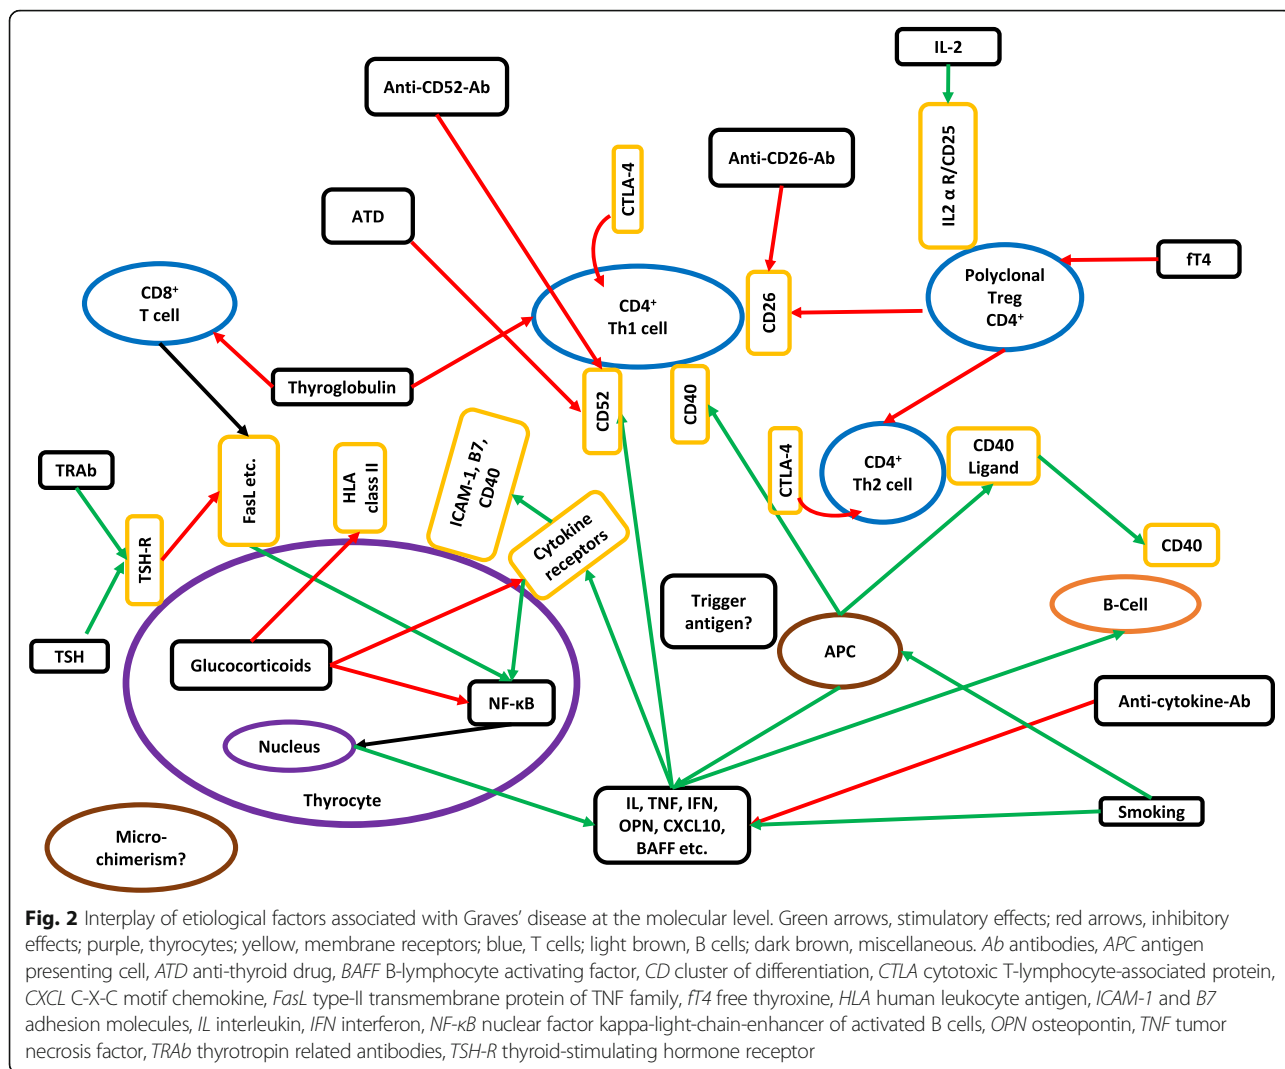 IL-2
Anti-CD52-Ab
CTLA-4
Anti-CD26-Ab
IL2 α R/CD25
ATD
fT4
CD8+
T cell
CD4+
Th1 cell
CD26
Polyclonal
Treg
CD4+
Thyroglobulin
CD52
CD40
TRAb
FasL etc.
HLA
class II
ICAM-1, B7,
CD40
CTLA-4
CD4+
Th2 cell
CD40
Ligand
TSH-R
Cytokine
receptors
CD40
Trigger
antigen?
B-Cell
TSH
Glucocorticoids
APC
NF-κB
Anti-cytokine-Ab
Nucleus
Thyrocyte
IL, TNF, IFN,
OPN, CXCL10,
BAFF etc.
Smoking
Micro-
chimerism?
Fig. 2 Interplay of etiological factors associated with Graves’ disease at the molecular level. Green arrows, stimulatory effects; red arrows, inhibitory
effects; purple, thyrocytes; yellow, membrane receptors; blue, T cells; light brown, B cells; dark brown, miscellaneous. Ab antibodies, APC antigen
presenting cell, ATD anti-thyroid drug, BAFF B-lymphocyte activating factor, CD cluster of differentiation, CTLA cytotoxic T-lymphocyte-associated protein,
CXCL C-X-C motif chemokine, FasL type-II transmembrane protein of TNF family, fT4 free thyroxine, HLA human leukocyte antigen, ICAM-1 and B7
adhesion molecules, IL interleukin, IFN interferon, NF-κB nuclear factor kappa-light-chain-enhancer of activated B cells, OPN osteopontin, TNF tumor
necrosis factor, TRAb thyrotropin related antibodies, TSH-R thyroid-stimulating hormone receptor